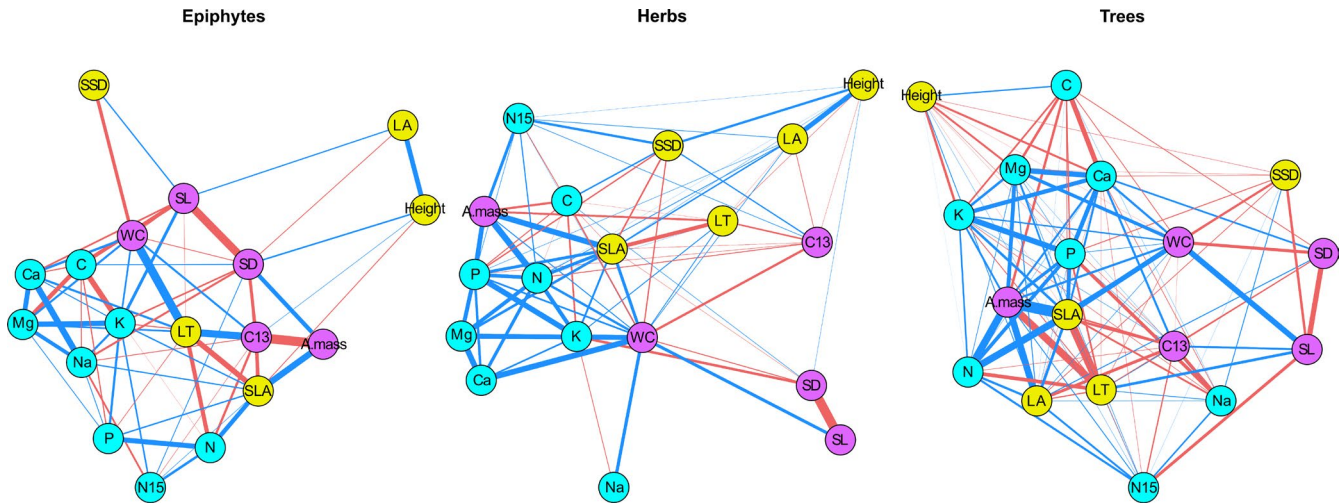 Epiphytes
Herbs
Trees
SSD
LA
Height
SL
WC
SD
C
Ca
Mg
K
LT
C13
A.mass
Na
SLA
P
N
N15
Height
N15
SSD
LA
C
A.mass
LT
SLA
C13
P
N
Mg
K
WC
Ca
SD
SL
Na
Height
C
Mg
Ca
SSD
K
WC
P
SD
A.mass
SLA
C13
SL
N
LT
LA
Na
N15